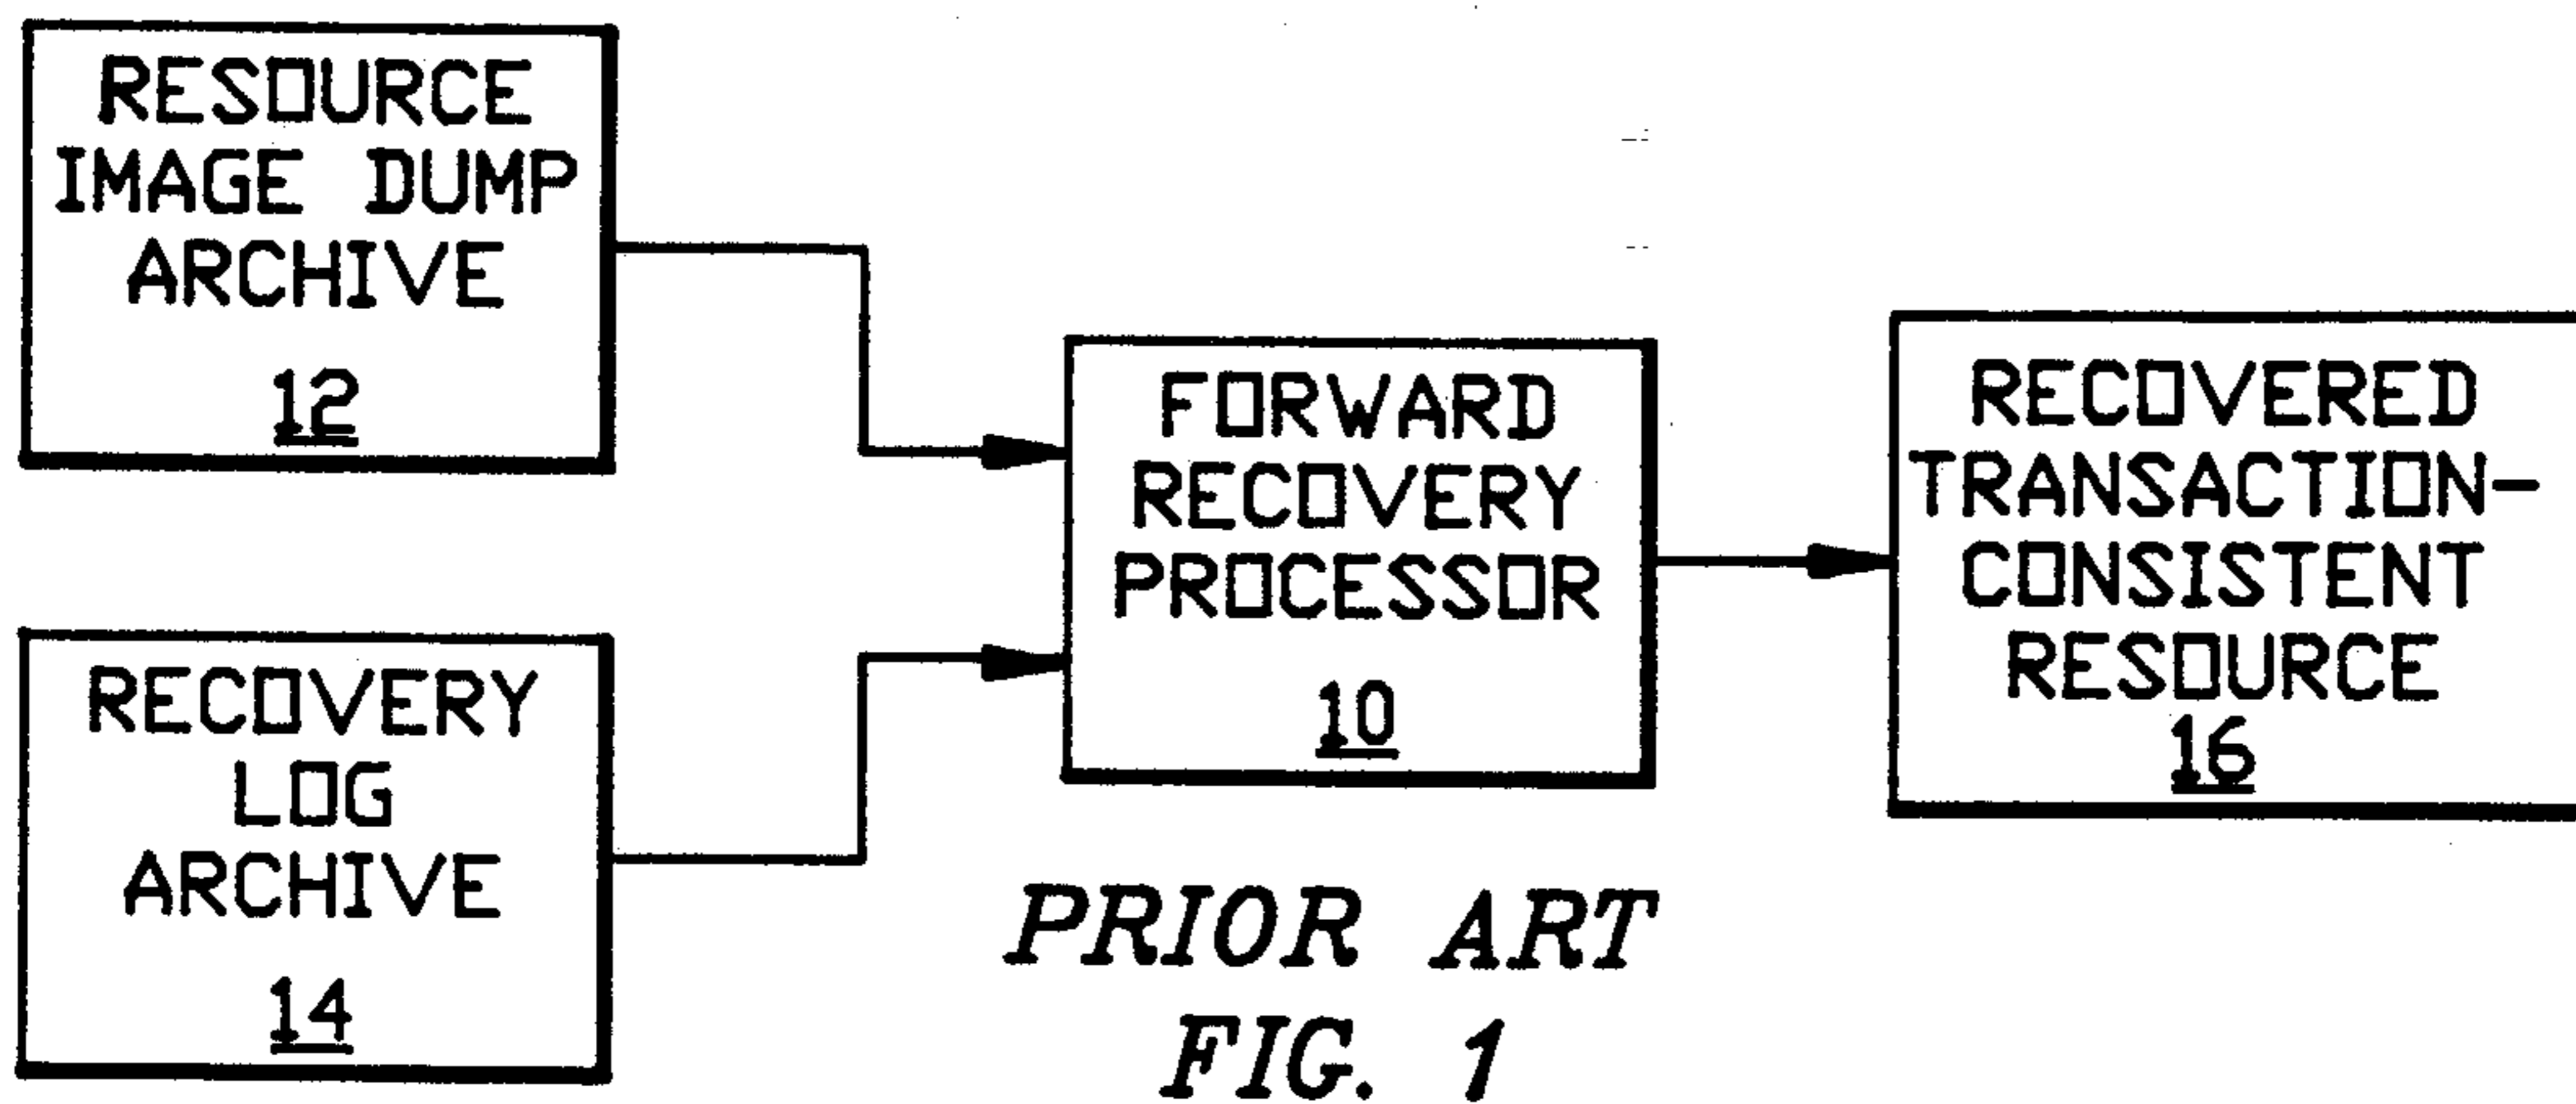 RESOURCE
IMAGE DUMP
ARCHIVE
12
RECOVERY
LOG
ARCHIVE
14
FORWARD
RECOVERY
PROCESSOR
10
RECOVERED
TRANSACTION-
CONSISTENT
RESOURCE
16
PRIOR ART
FIG. 1